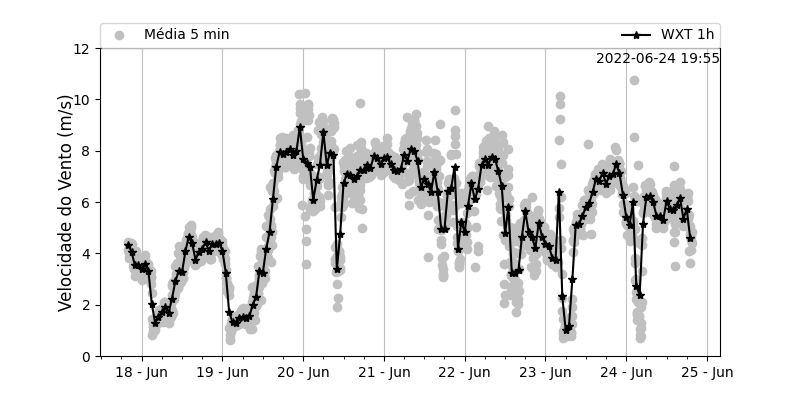 Média 5 min
WXT 1h
2022-06-24 19:55
Velocidade do Vento (m/s)
12
10
8
6
4
2
0
18 - Jun
19 - Jun
20 - Jun
21 - Jun
22 - Jun
23 - Jun
24 - Jun
25 - Jun